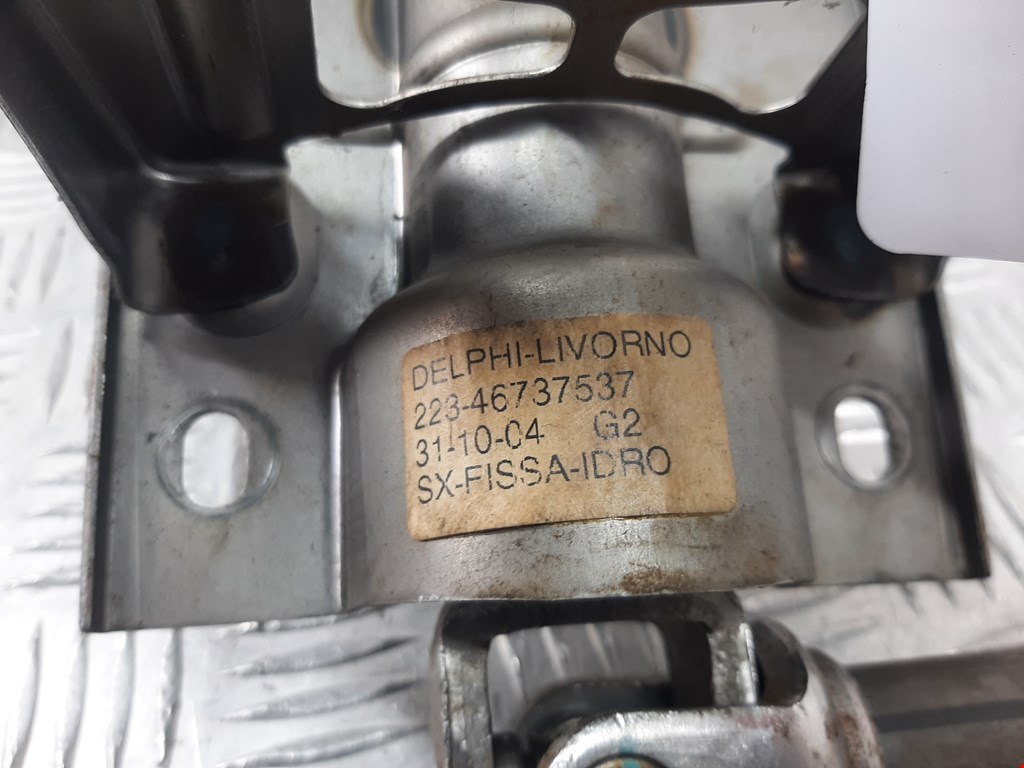 DELPHI-LIVORNO
223-46737537
31-10-04 G2
SX-FISSA-IDRO